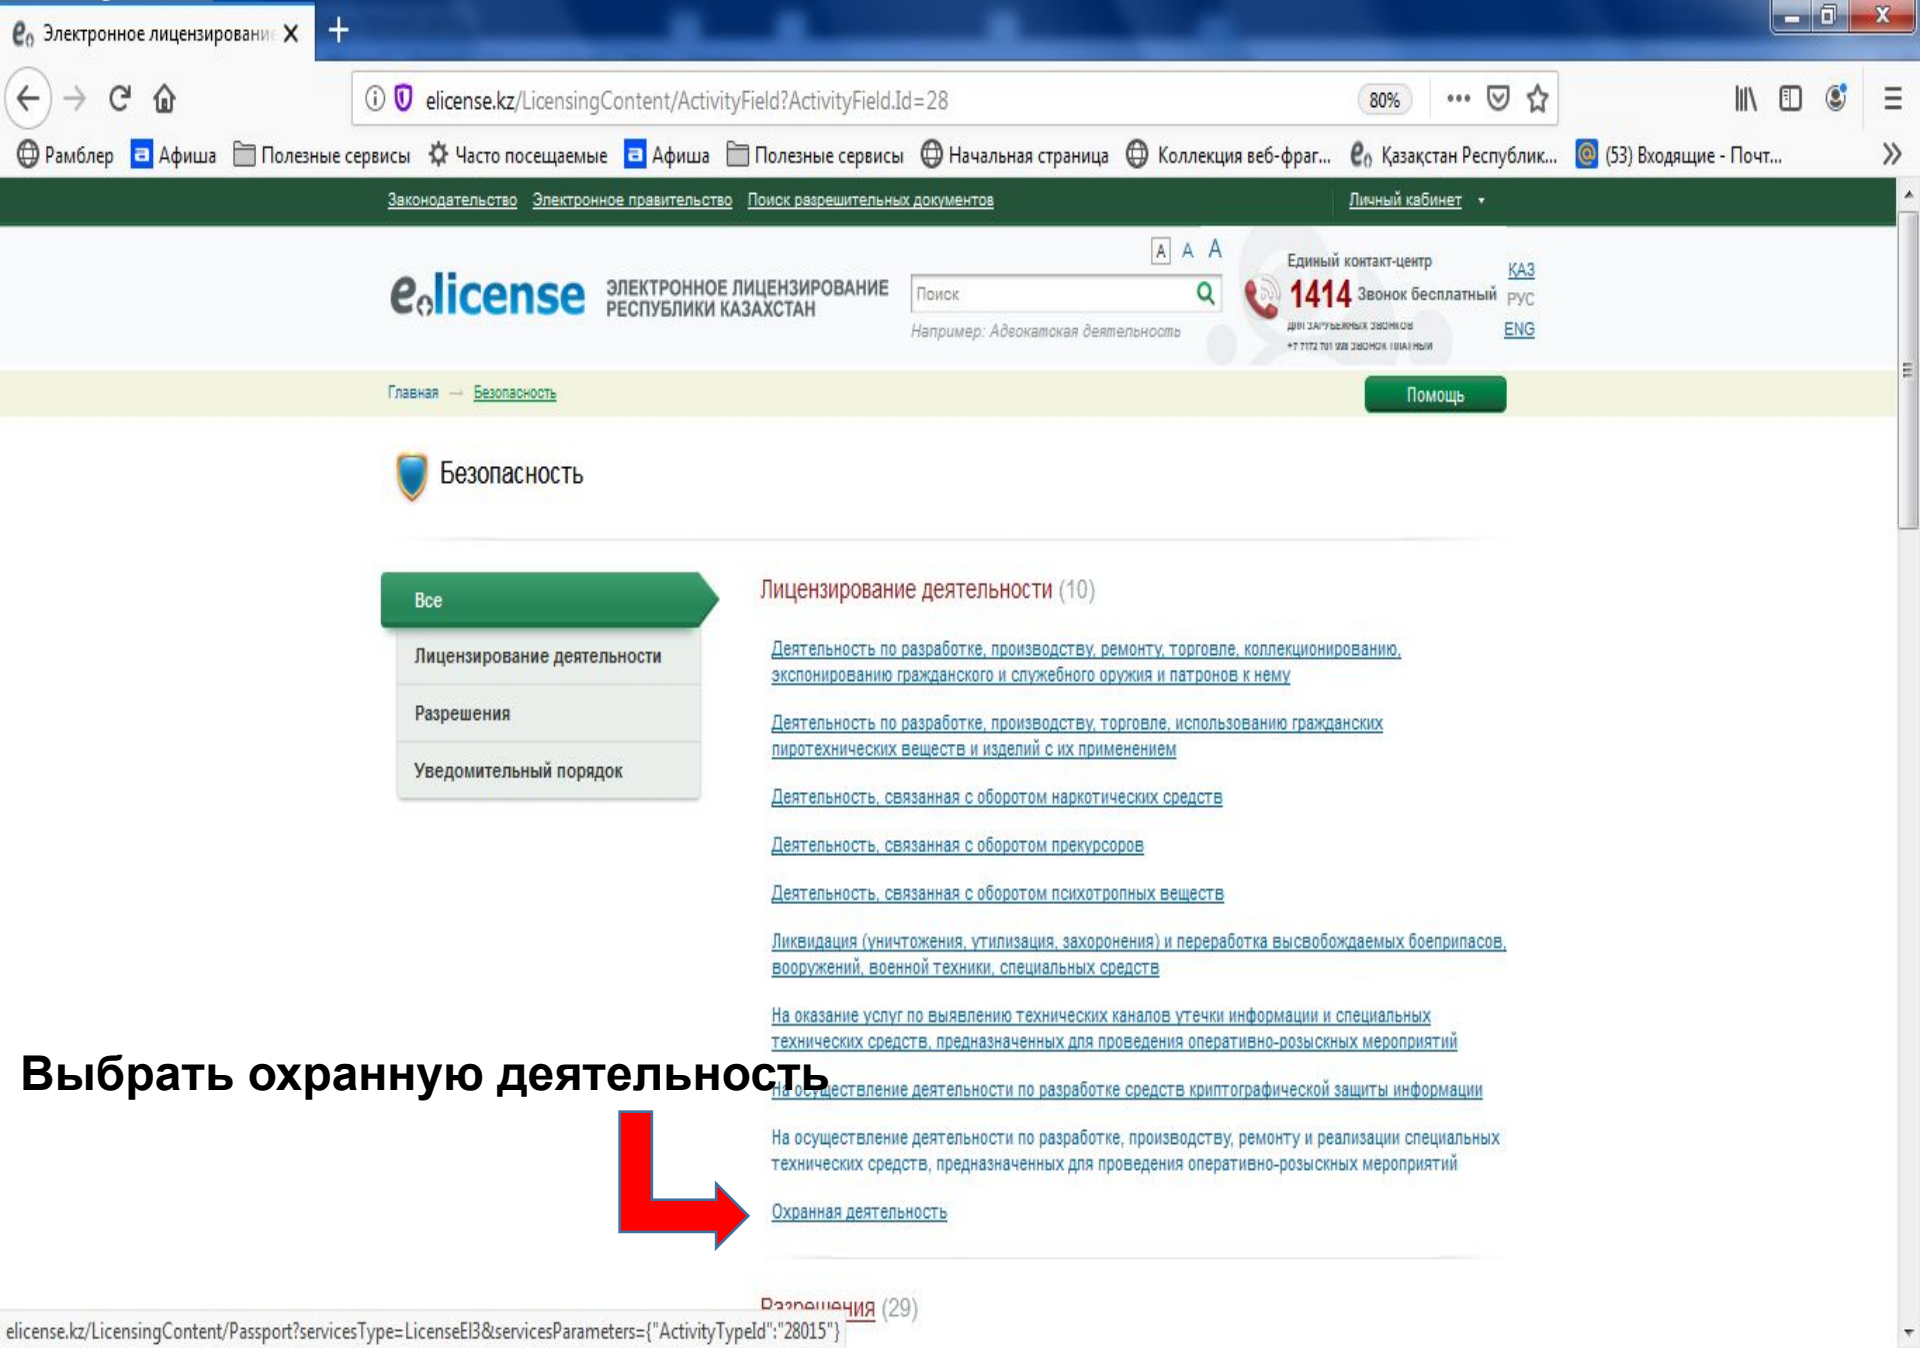 Электронное лицензировани
elicense.kz/LicensingContent/ActivityField?ActivityField.Id=28
80%
Рамблер Афиша Полезные сервисы Часто посещаемые Афиша Полезные сервисы Начальная страница Коллекция веб-фраг... Қазақстан Республик... (53) Входящие - Почт...
Законодательство Электронное правительство Поиск разрешительных документов Личный кабинет
A A A
elicense
ЭЛЕКТРОННОЕ ЛИЦЕНЗИРОВАНИЕ
РЕСПУБЛИКИ КАЗАХСТАН
Поиск
Например: Адвокатская деятельность
Единый контакт-центр
1414 Звонок бесплатный
ДЛЯ ЗАРУБЕЖНЫХ ЗВОНКОВ
ҚАЗ
РУС
ENG
Главная → Безопасность
Помощь
Безопасность
Все
Лицензирование деятельности
Разрешения
Уведомительный порядок
Лицензирование деятельности (10)
Деятельность по разработке, производству, ремонту, торговле, коллекционированию,
экспонированию гражданского и служебного оружия и патронов к нему
Деятельность по разработке, производству, торговле, использованию гражданских
пиротехнических веществ и изделий с их применением
Деятельность, связанная с оборотом наркотических средств
Деятельность, связанная с оборотом прекурсоров
Деятельность, связанная с оборотом психотропных веществ
Ликвидация (уничтожения, утилизация, захоронения) и переработка высвобождаемых боеприпасов,
вооружений, военной техники, специальных средств
На оказание услуг по выявлению технических каналов утечки информации и специальных
технических средств, предназначенных для проведения оперативно-розыскных мероприятий
Выбрать охранную деятельность
На осуществление деятельности по разработке средств криптографической защиты информации
На осуществление деятельности по разработке, производству, ремонту и реализации специальных
технических средств, предназначенных для проведения оперативно-розыскных мероприятий
Охранная деятельность
Разрешения (29)
elicense.kz/LicensingContent/Passport?servicesType=LicenseEl3&servicesParameters={"ActivityTypeId":"28015"}